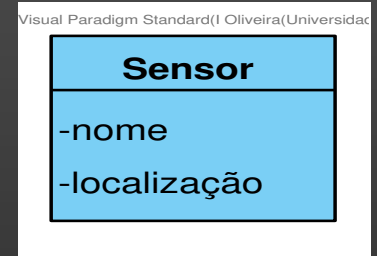 Visual Paradigm Standard(I Oliveira(Universidad
Sensor
-nome
-localização